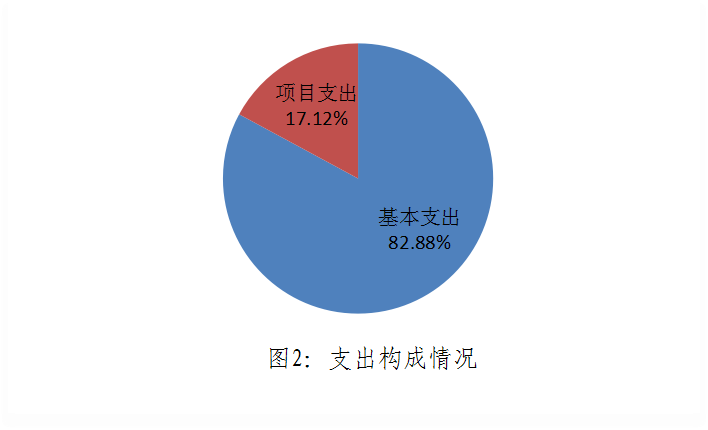 项目支出
17.12%
基本支出
82.88%
图2：支出构成情况